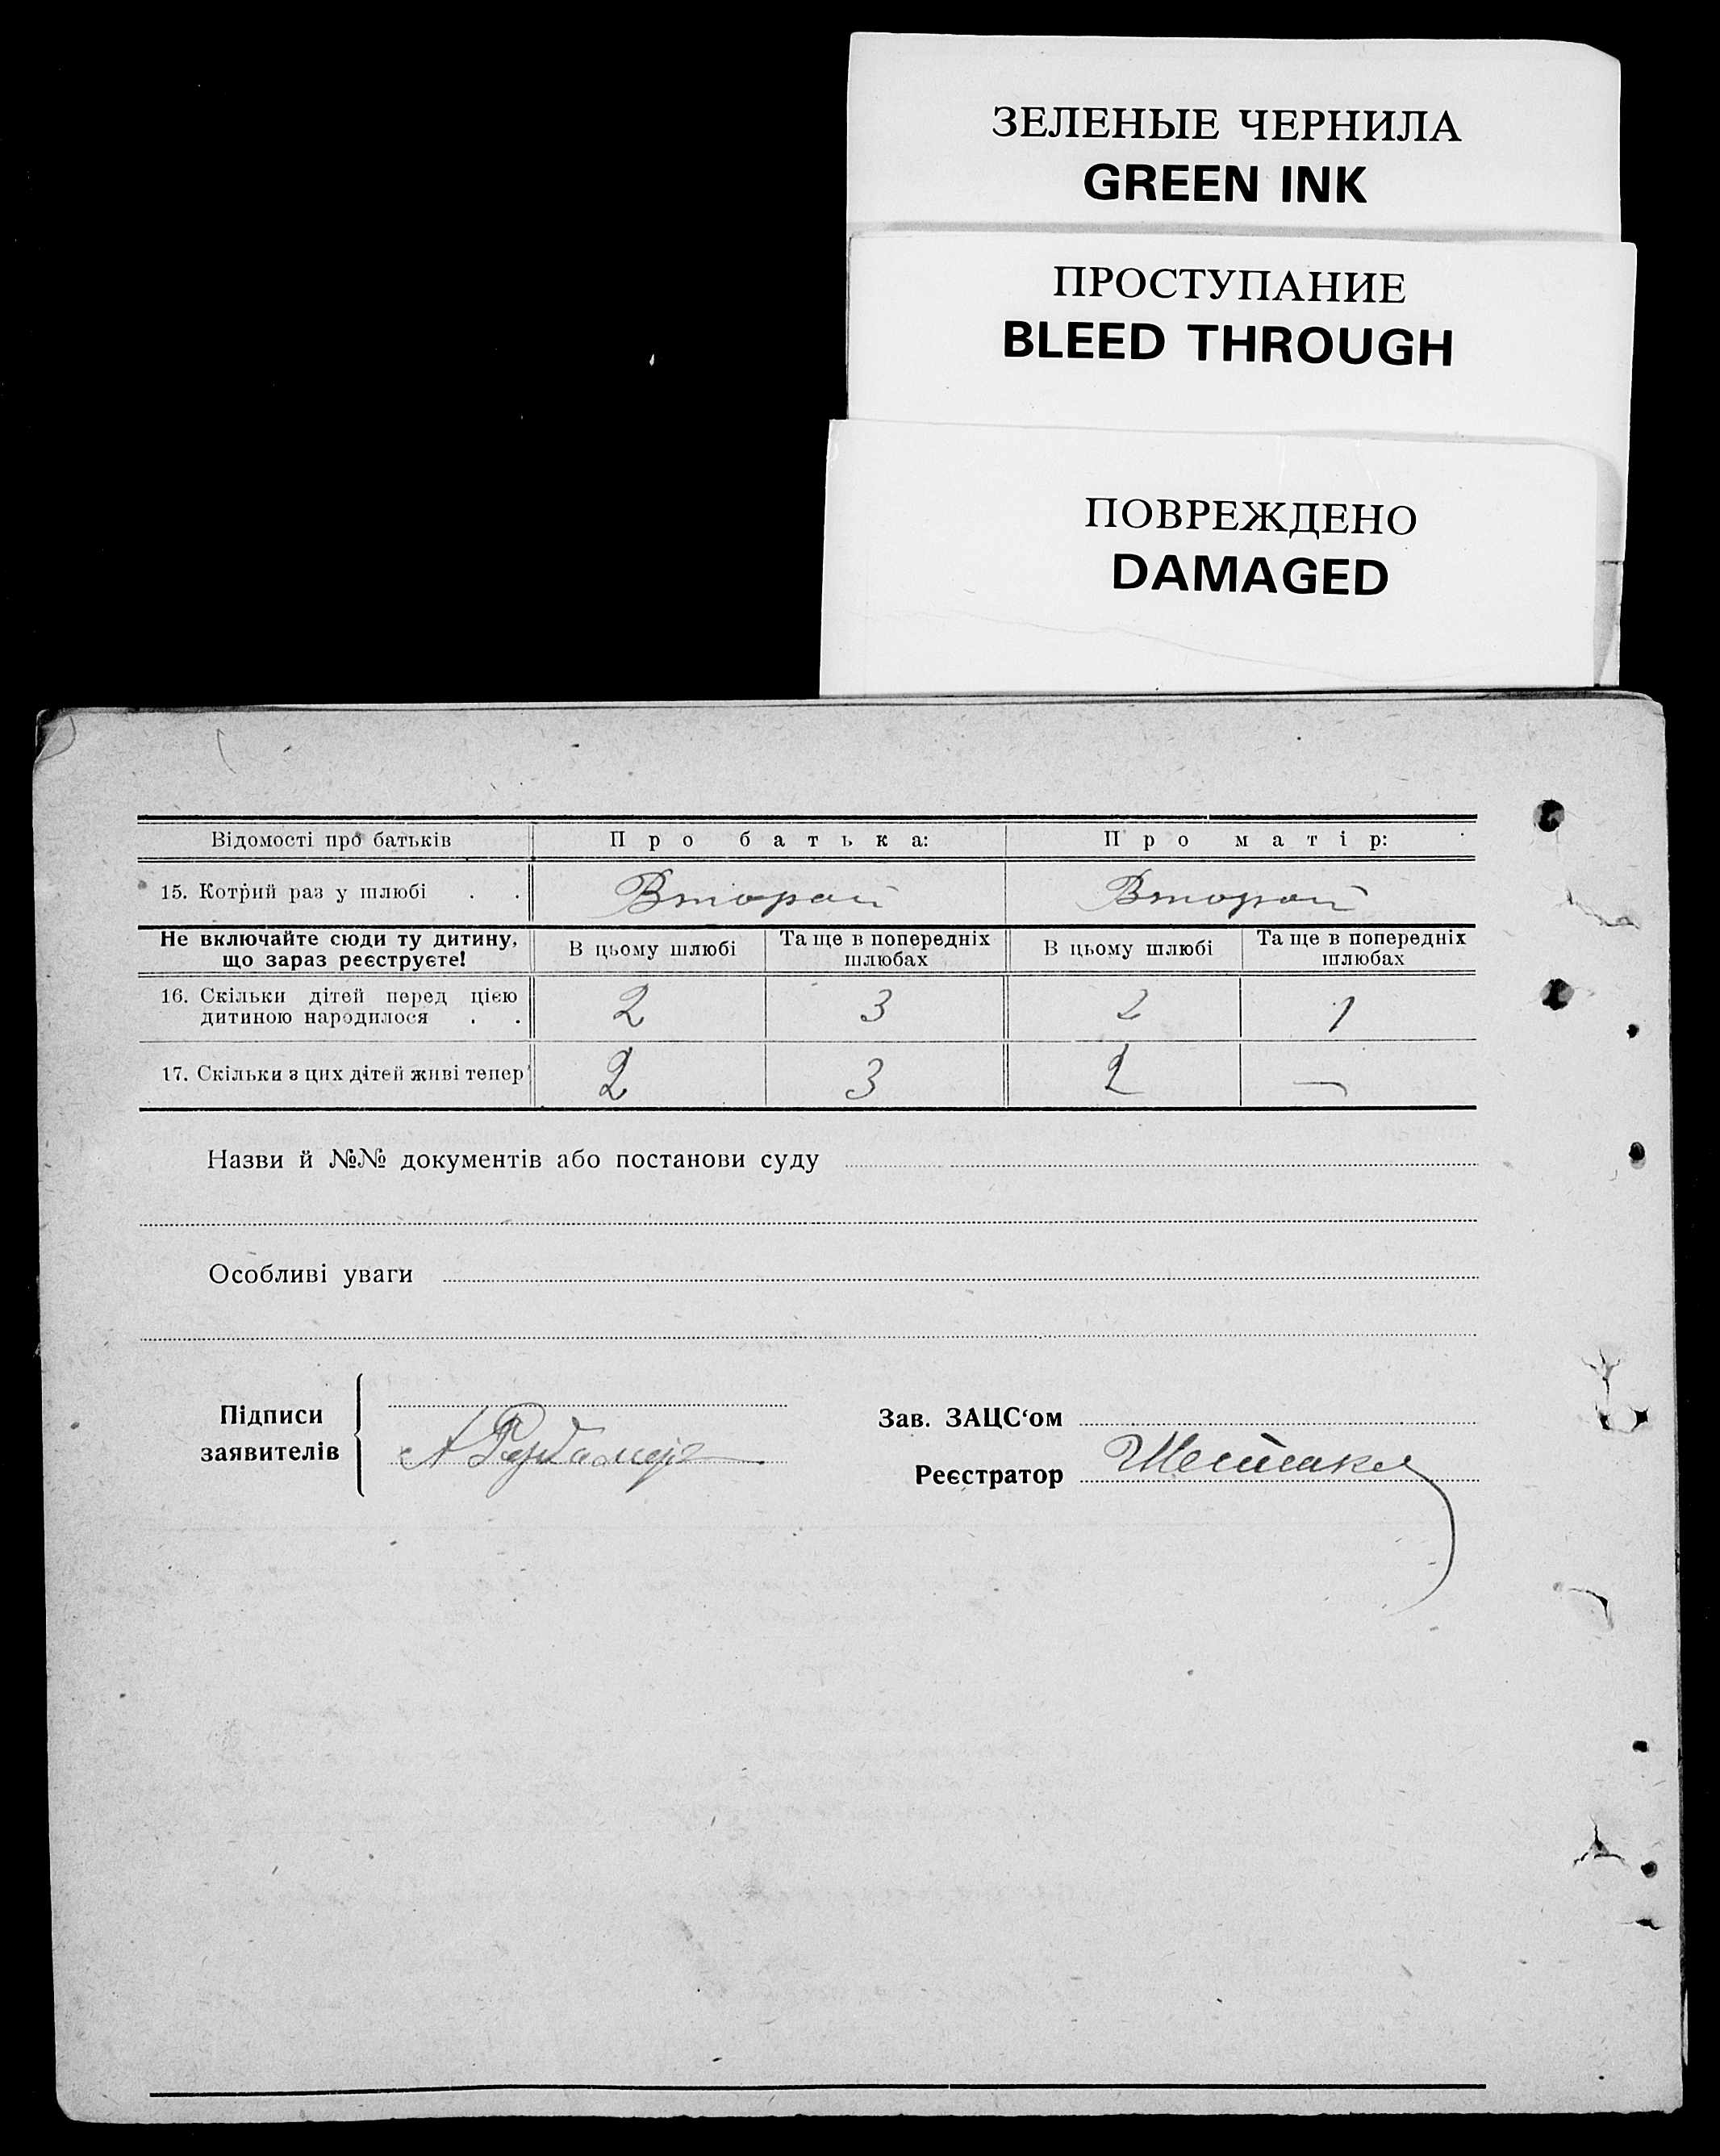 ЗЕЛЕНЫЕ ЧЕРНИЛА
GREEN INK
ПРОСТУПАНИЕ
BLEED THROUGH
ПОВРЕЖДЕНО
DAMAGED
Відомості про батьків Про батька: Про матір:
15. Котрий раз у шлюбі . . Второй Второй
Не включайте сюди ту дитину, що зараз реєструєте! В цьому шлюбі Та ще в попередніх шлюбах В цьому шлюбі Та ще в попередніх шлюбах
16. Скільки дітей перед цією
дитиною народилося . . 2 3 2 1
17. Скільки з цих дітей живі тепер 2 3 2 —
Назви й №№ документів або постанови суду
Особливі уваги
Підписи
заявителів
Зав. ЗАЦС‘ом
Реєстратор